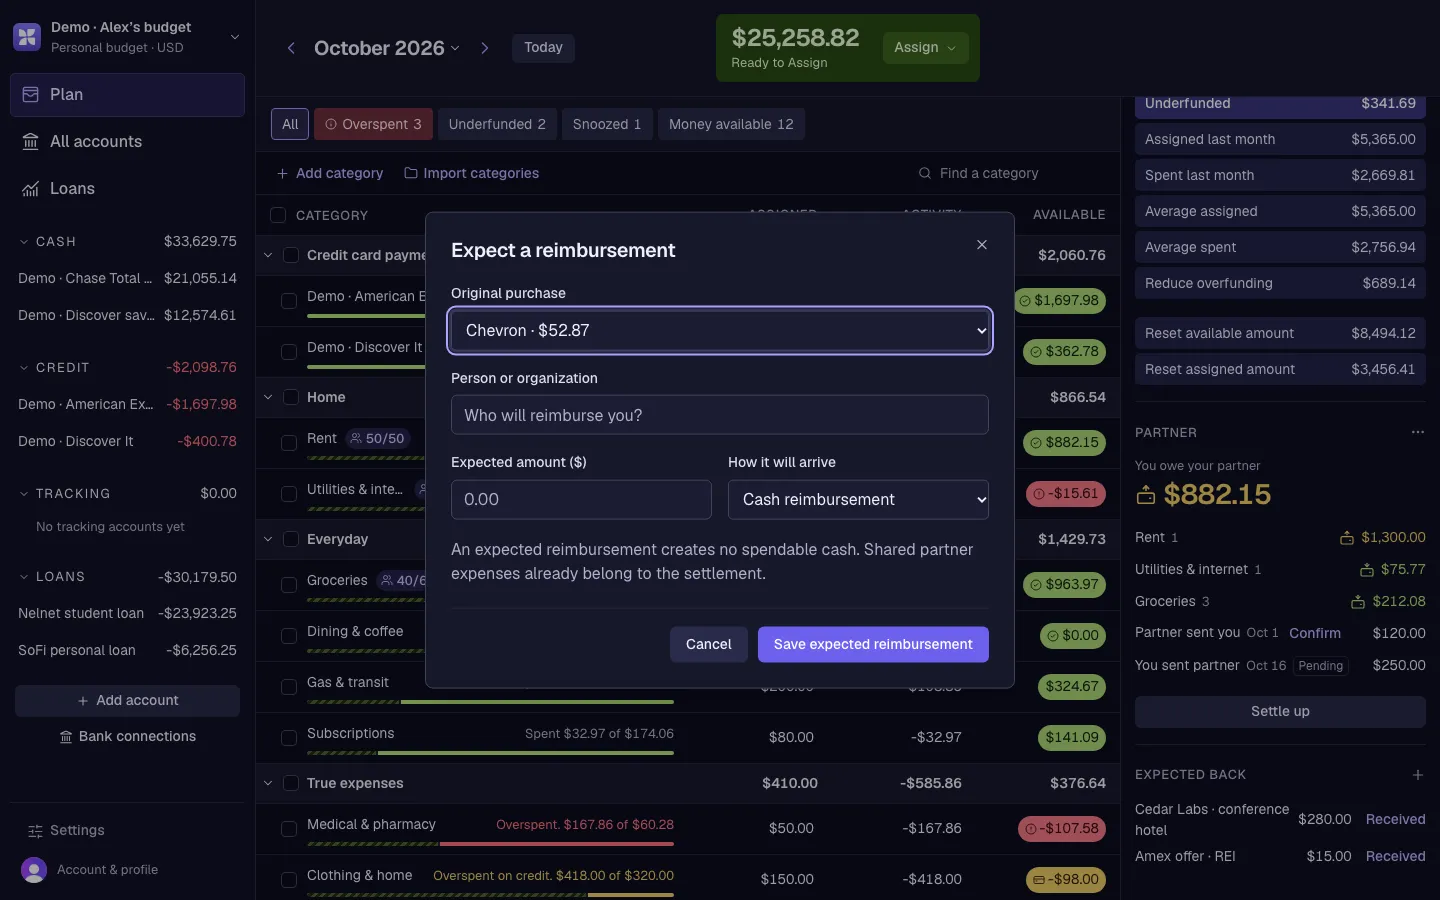 Demo · Alex's budget
Personal budget · USD
Plan
All accounts
Loans
CASH $33,629.75
Demo · Chase Total ... $21,055.14
Demo · Discover sav... $12,574.61
CREDIT -$2,098.76
Demo · American Ex... -$1,697.98
Demo · Discover It -$400.78
TRACKING $0.00
No tracking accounts yet
LOANS -$30,179.50
Nelnet student loan -$23,923.25
SoFi personal loan -$6,256.25
+ Add account
Bank connections
Settings
Account & profile
October 2026
Today
$25,258.82
Ready to Assign
Assign
All
Overspent 3
Underfunded 2
Snoozed 1
Money available 12
+ Add category
Import categories
Find a category
CATEGORY ASSIGNED ACTIVITY AVAILABLE
Credit card payme $2,060.76
Demo · American E $1,697.98
Demo · Discover It $362.78
Home $866.54
Rent 50/50 $882.15
Utilities & inte... -$15.61
Everyday $1,429.73
Groceries 40/6 $963.97
Dining & coffee $0.00
Gas & transit $324.67
Subscriptions Spent $32.97 of $174.06 $80.00 -$32.97 $141.09
True expenses $410.00 -$585.86 $376.64
Medical & pharmacy Overspent. $167.86 of $60.28 $50.00 -$167.86 -$107.58
Clothing & home Overspent on credit. $418.00 of $320.00 $150.00 -$418.00 -$98.00
Expect a reimbursement
Original purchase
Chevron · $52.87
Person or organization
Who will reimburse you?
Expected amount ($)
How it will arrive
0.00
Cash reimbursement
An expected reimbursement creates no spendable cash. Shared partner
expenses already belong to the settlement.
Cancel
Save expected reimbursement
Underfunded $341.69
Assigned last month $5,365.00
Spent last month $2,669.81
Average assigned $5,365.00
Average spent $2,756.94
Reduce overfunding $689.14
Reset available amount $8,494.12
Reset assigned amount $3,456.41
PARTNER
You owe your partner
$882.15
Rent 1 $1,300.00
Utilities & internet 1 $75.77
Groceries 3 $212.08
Partner sent you Oct 1 Confirm $120.00
You sent partner Oct 16 Pending $250.00
Settle up
EXPECTED BACK
Cedar Labs · conference
hotel $280.00 Received
Amex offer · REI $15.00 Received